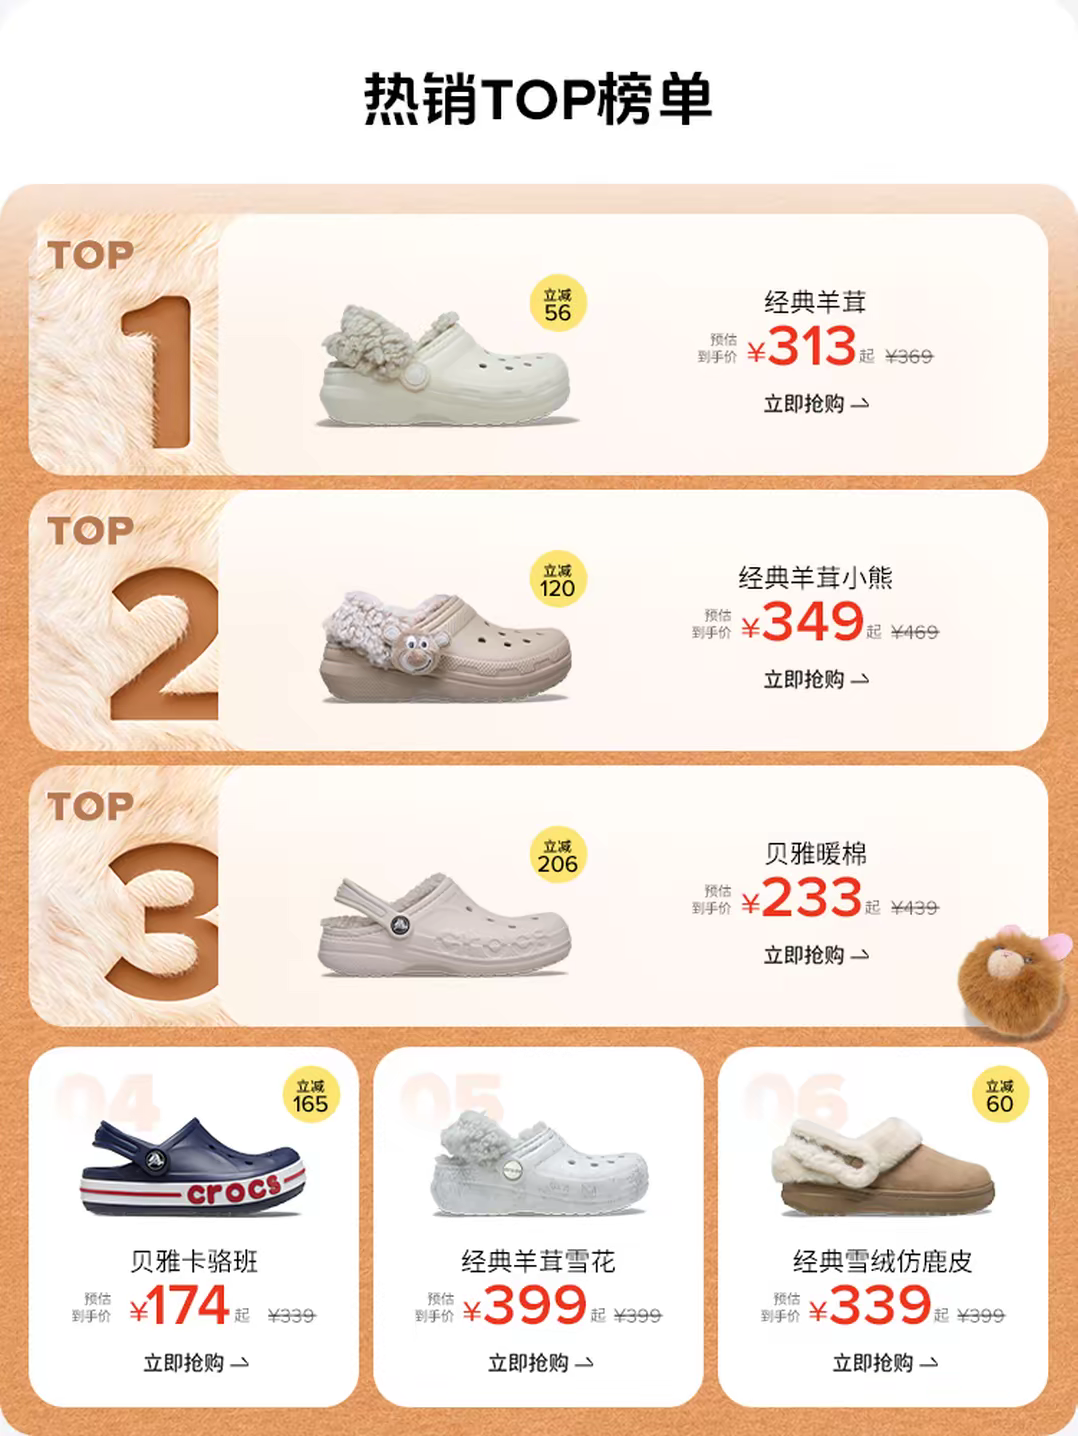 热销TOP榜单
TOP
1
立减
56
经典羊茸
预估
到手价 ¥313起 ¥369
立即抢购
TOP
2
立减
120
经典羊茸小熊
预估
到手价 ¥349起 ¥469
立即抢购
TOP
3
立减
206
贝雅暖棉
预估
到手价 ¥233起 ¥439
立即抢购
04
立减
165
crocs
贝雅卡骆班
预估
到手价 ¥174起 ¥339
立即抢购
05
经典羊茸雪花
预估
到手价 ¥399起 ¥399
立即抢购
06
立减
60
经典雪绒仿鹿皮
预估
到手价 ¥339起 ¥399
立即抢购